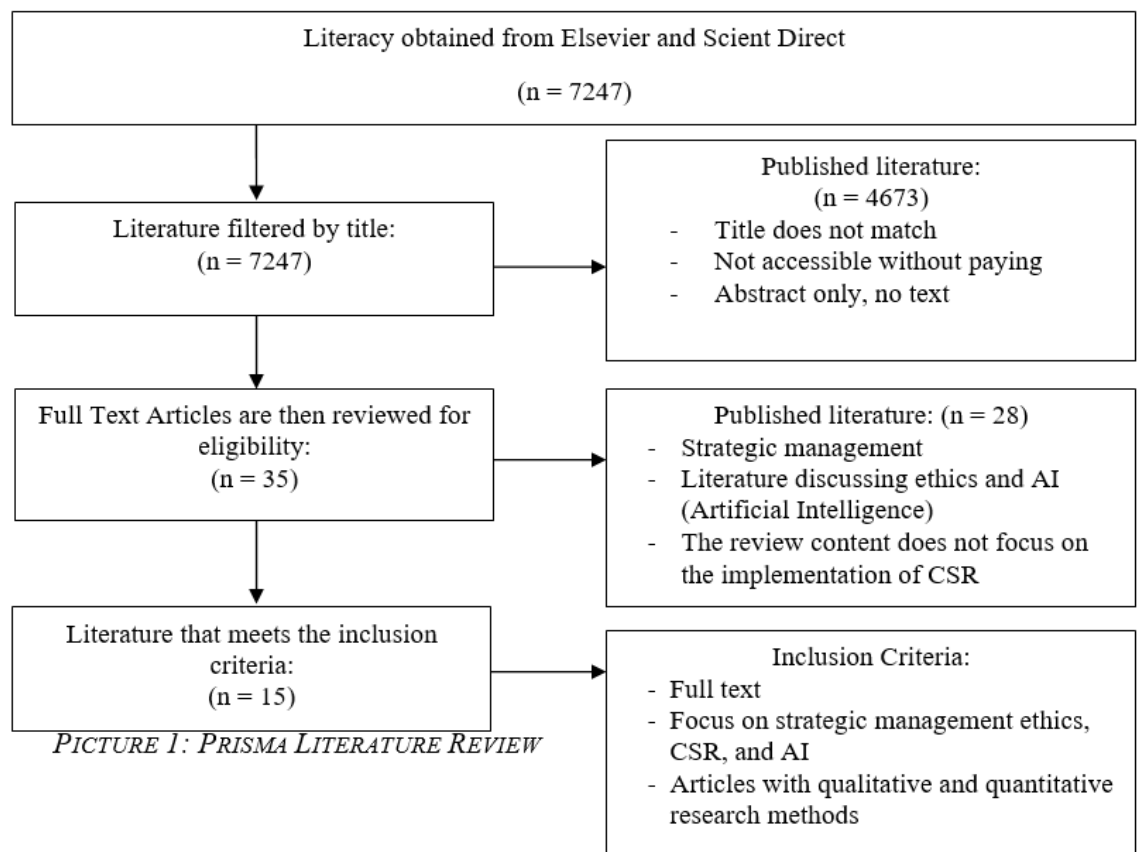 Literacy obtained from Elsevier and Scient Direct
(n = 7247)
Literature filtered by title:
(n = 7247)
Published literature:
(n = 4673)
- Title does not match
- Not accessible without paying
- Abstract only, no text
Full Text Articles are then reviewed for
eligibility:
(n = 35)
Published literature: (n = 28)
- Strategic management
- Literature discussing ethics and AI
(Artificial Intelligence)
- The review content does not focus on
the implementation of CSR
Literature that meets the inclusion
criteria:
(n = 15)
Inclusion Criteria:
- Full text
- Focus on strategic management ethics,
CSR, and AI
- Articles with qualitative and quantitative
research methods
PICTURE 1: PRISMA LITERATURE REVIEW